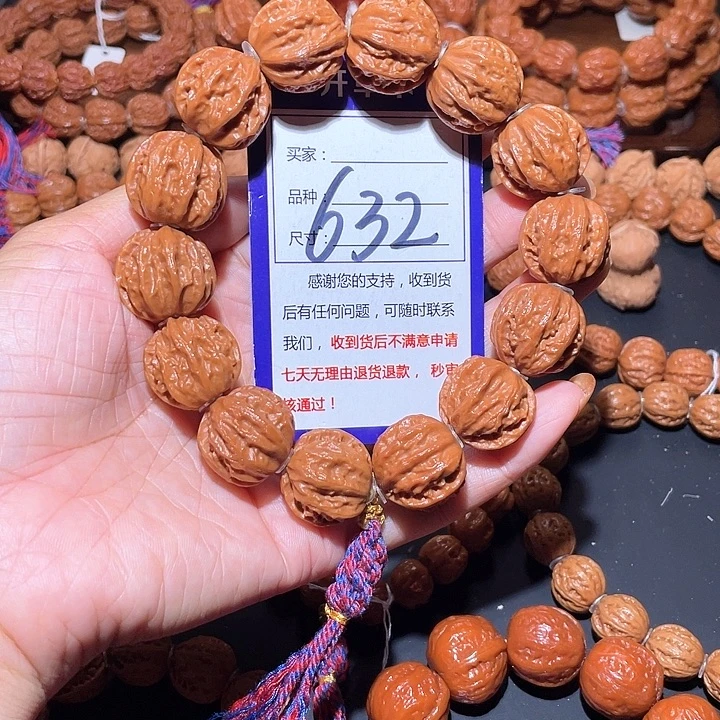 买家：
品种：
632
尺寸：
感谢您的支持，收到货
后有任何问题，可随时联系
我们，收到货后不满意申请
七天无理由退货退款， 秒审
核通过！